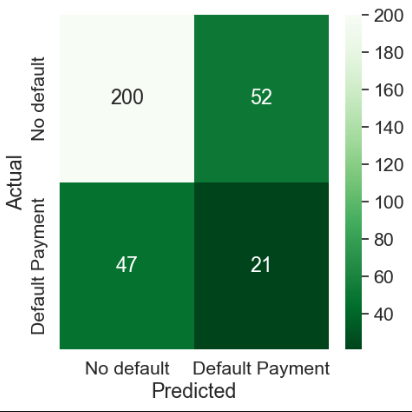 200
180
160
140
120
100
80
60
40
Actual
No default
Default Payment
200 52
47 21
No default Default Payment
Predicted